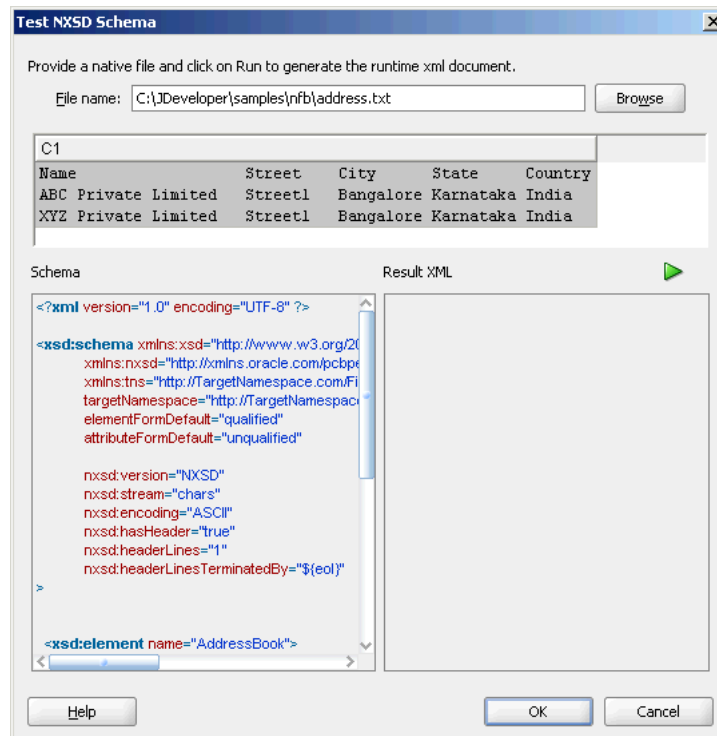 Test NXSD Schema
Provide a native file and click on Run to generate the runtime xml document.
File name: C:\JDeveloper\samples\nfb\address.txt Browse
C1
Name Street City State Country
ABC Private Limited Street1 Bangalore Karnataka India
XYZ Private Limited Street1 Bangalore Karnataka India
Schema Result XML
<?xml version="1.0" encoding="UTF-8" ?>
<xsd:schema xmlns:xsd="http://www.w3.org/20
xmlns:nxsd="http://xmlns.oracle.com/pcbpe
xmlns:tns="http://TargetNamespace.com/Fi
targetNamespace="http://TargetNamespac
elementFormDefault="qualified"
attributeFormDefault="unqualified"
nxsd:version="NXSD"
nxsd:stream="chars"
nxsd:encoding="ASCII"
nxsd:hasHeader="true"
nxsd:headerLines="1"
nxsd:headerLinesTerminatedBy="${eol}"
>
<xsd:element name="AddressBook">
Help OK Cancel